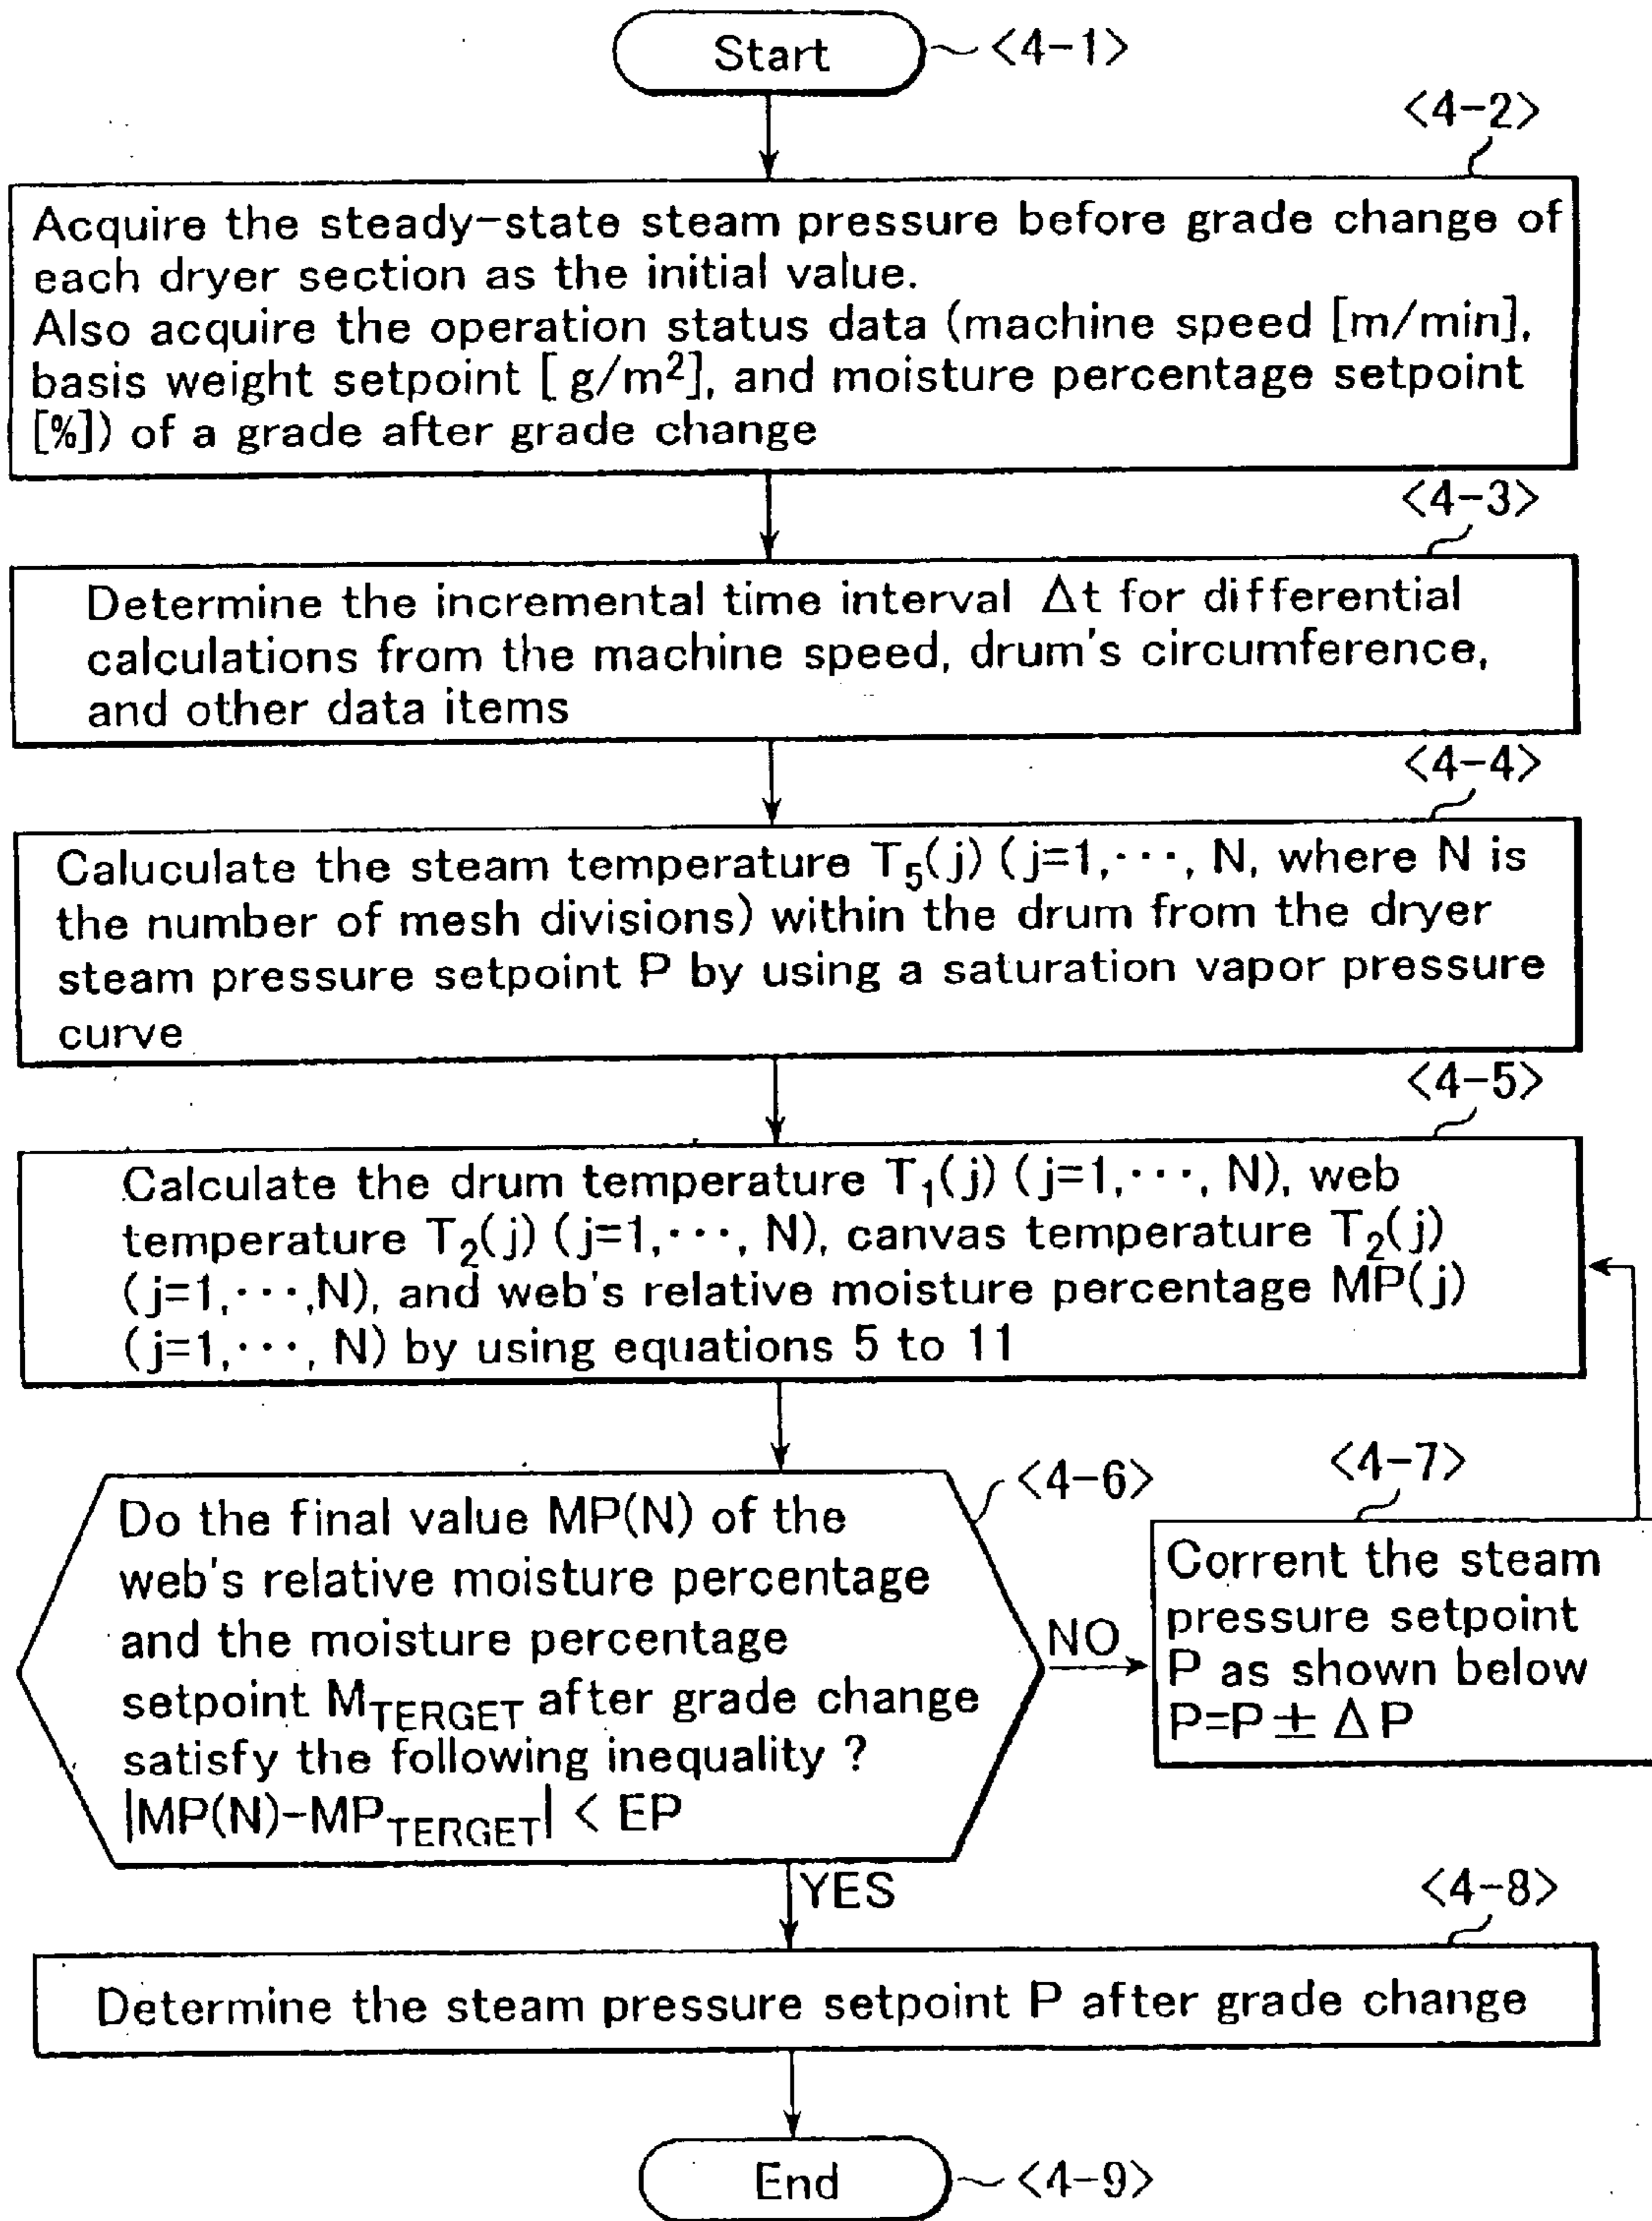 Start
<4-1>
<4-2>
Acquire the steady-state steam pressure before grade change of
each dryer section as the initial value.
Also acquire the operation status data (machine speed [m/min],
basis weight setpoint [ g/m²], and moisture percentage setpoint
[%]) of a grade after grade change
<4-3>
Determine the incremental time interval Δt for differential
calculations from the machine speed, drum's circumference,
and other data items
<4-4>
Caluculate the steam temperature T₅(j) (j=1,···, N, where N is
the number of mesh divisions) within the drum from the dryer
steam pressure setpoint P by using a saturation vapor pressure
curve
<4-5>
Calculate the drum temperature T₁(j) (j=1,···, N), web
temperature T₂(j) (j=1,···, N), canvas temperature T₂(j)
(j=1,···,N), and web's relative moisture percentage MP(j)
(j=1,···, N) by using equations 5 to 11
<4-6>
Do the final value MP(N) of the
web's relative moisture percentage
and the moisture percentage
setpoint M_TERGET after grade change
satisfy the following inequality ?
|MP(N)-MP_TERGET| < EP
NO
<4-7>
Corrent the steam
pressure setpoint
P as shown below
P=P ± Δ P
YES
<4-8>
Determine the steam pressure setpoint P after grade change
End
<4-9>